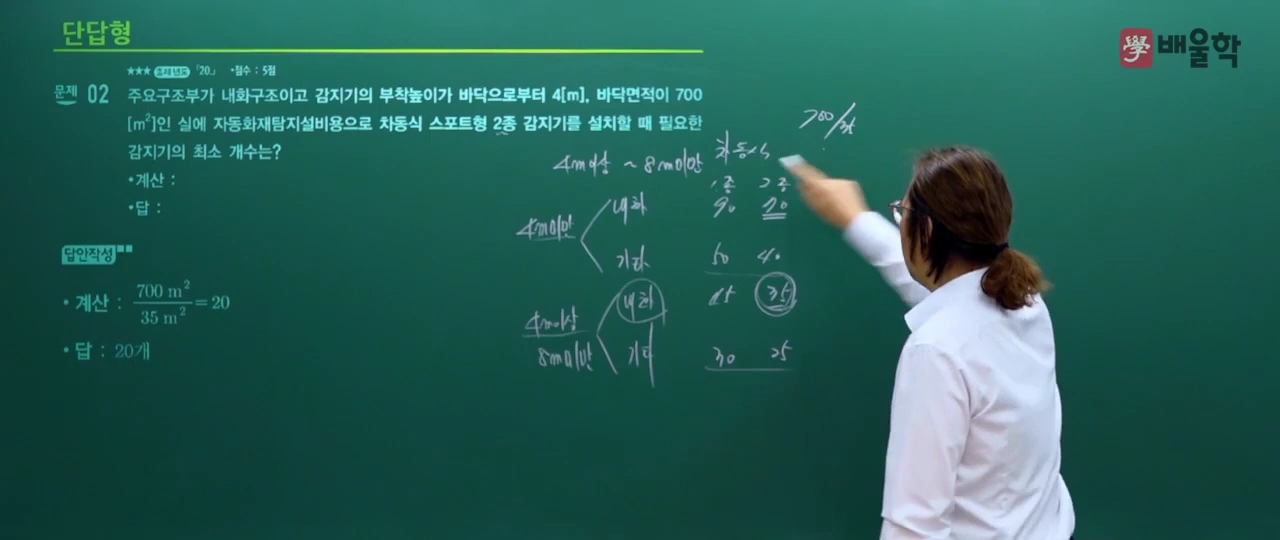 단답형
學 배울학
★★★ 출제년도 「20.」 •점수 : 5점
문제 02 주요구조부가 내화구조이고 감지기의 부착높이가 바닥으로부터 4[m], 바닥면적이 700
[m²]인 실에 자동화재탐지설비용으로 차동식 스포트형 2종 감지기를 설치할 때 필요한
감지기의 최소 개수는?
•계산 :
•답 :
답안작성
• 계산 : 700 m² / 35 m² = 20
• 답 : 20개
700/35
4m이상 ~ 8m미만 차동식
1종 2종
4m미만 내화 90 70
기타 50 40
4m이상 내화 45 35
8m미만 기타 30 25